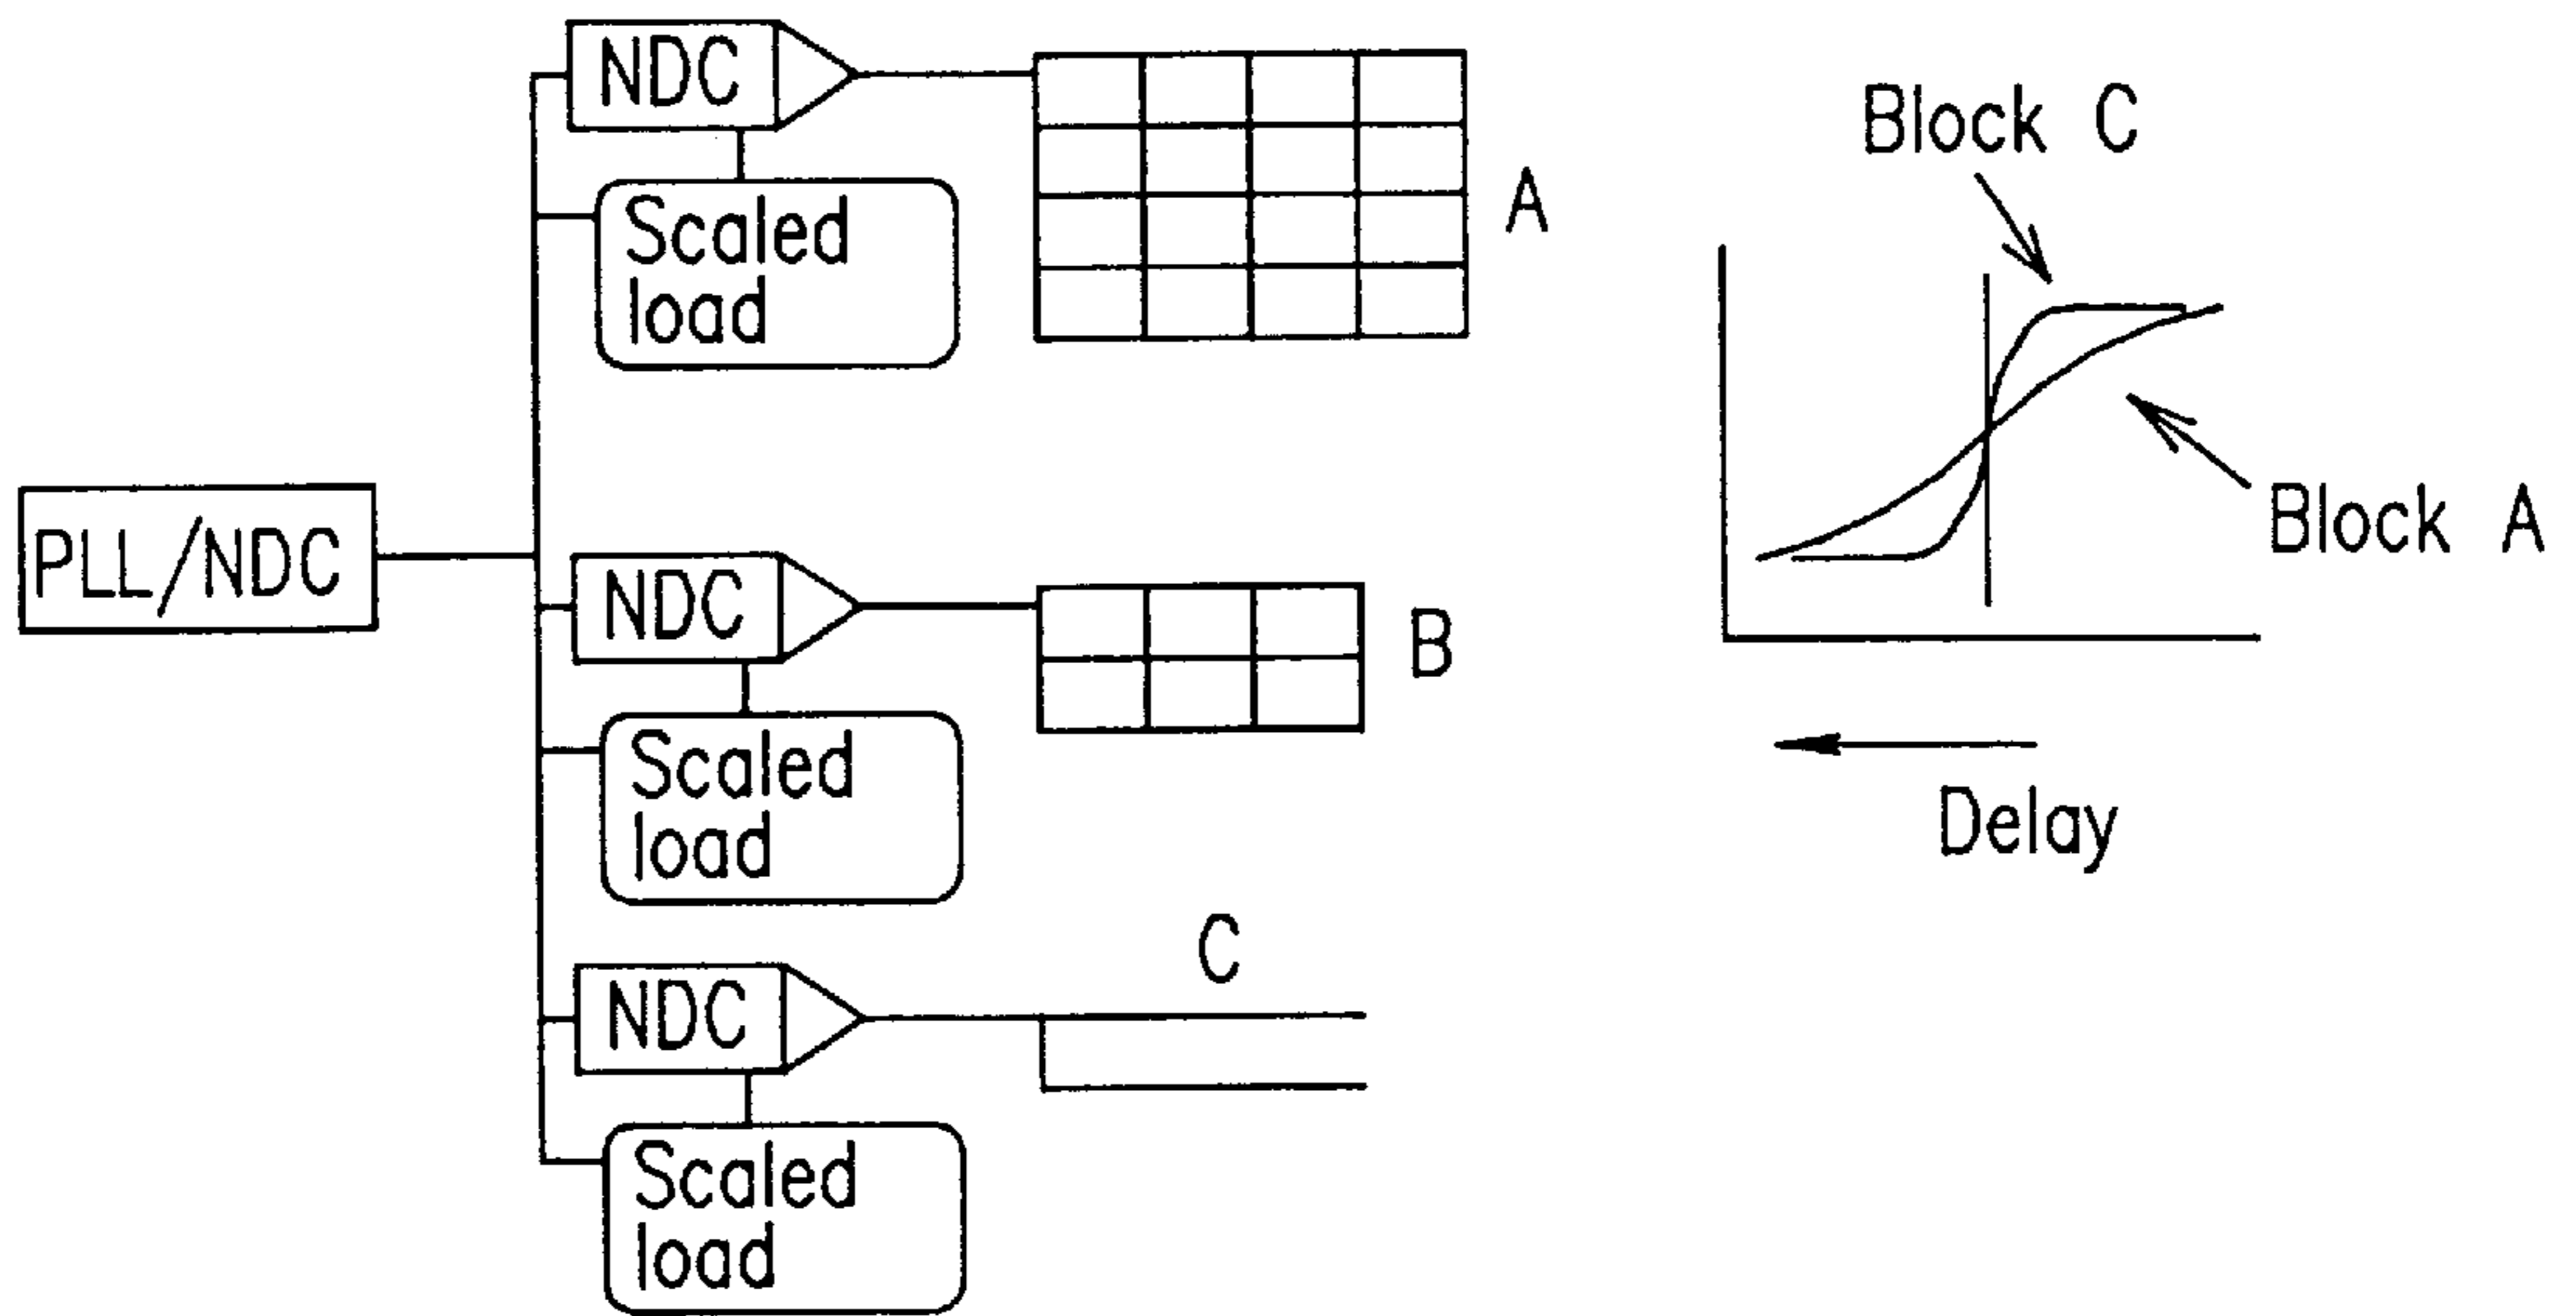 NDC
Scaled
load
A
PLL/NDC
NDC
Scaled
load
B
NDC
Scaled
load
C
Block C
Block A
Delay